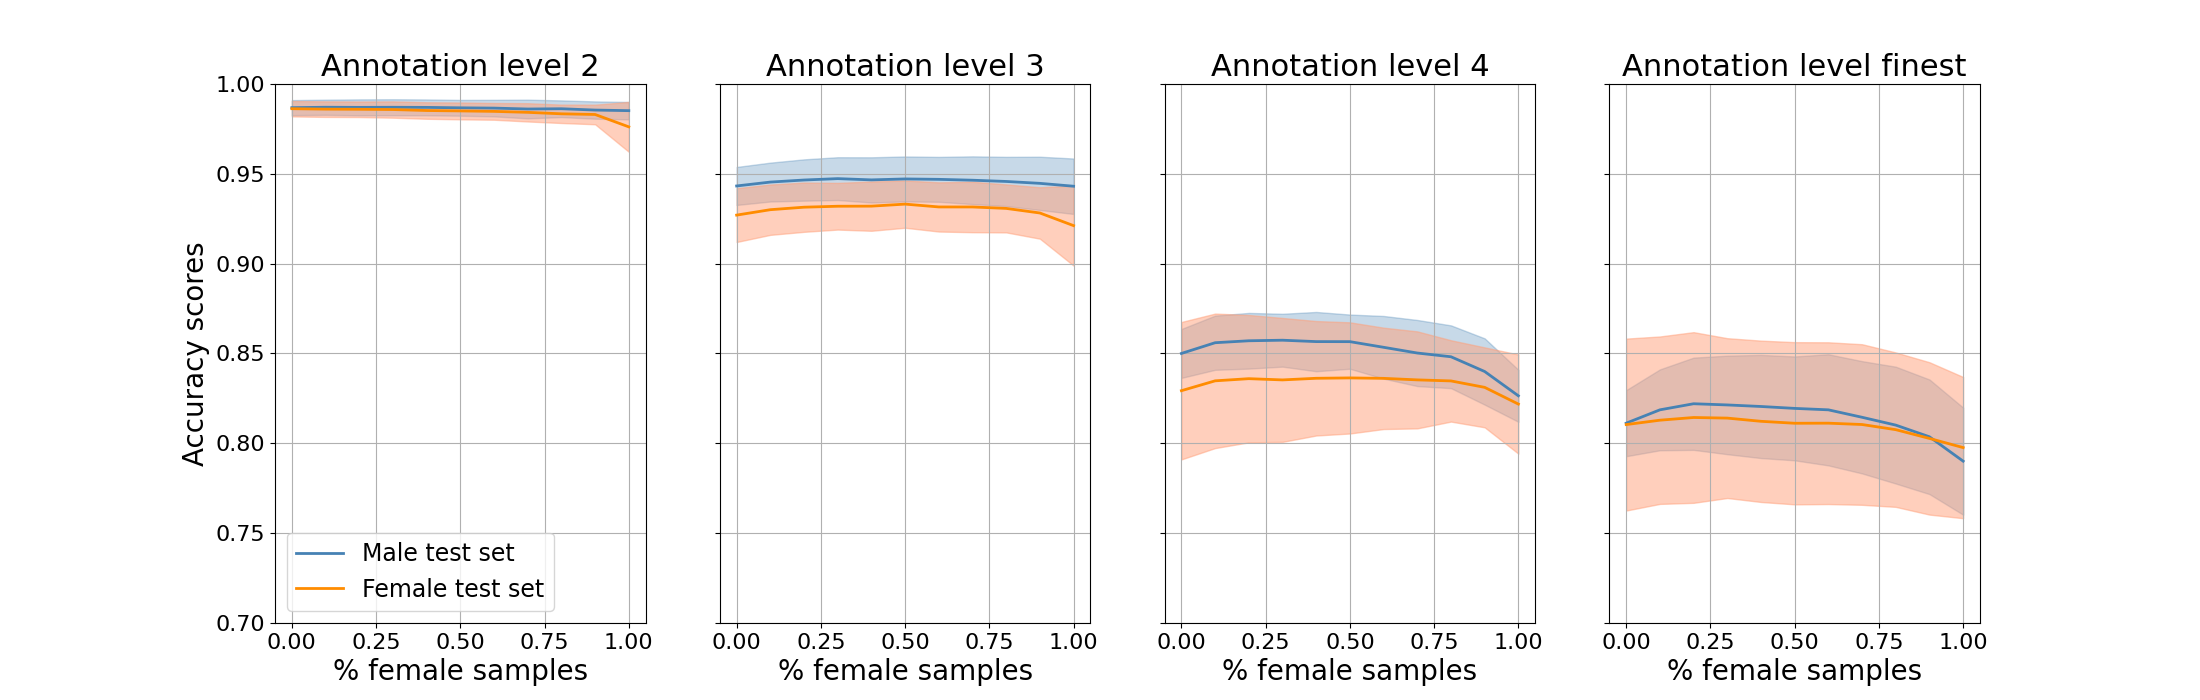 Annotation level 2
Annotation level 3
Annotation level 4
Annotation level finest
Accuracy scores
1.00
0.95
0.90
0.85
0.80
0.75
0.70
Male test set
Female test set
0.00 0.25 0.50 0.75 1.00
0.00 0.25 0.50 0.75 1.00
0.00 0.25 0.50 0.75 1.00
0.00 0.25 0.50 0.75 1.00
% female samples
% female samples
% female samples
% female samples